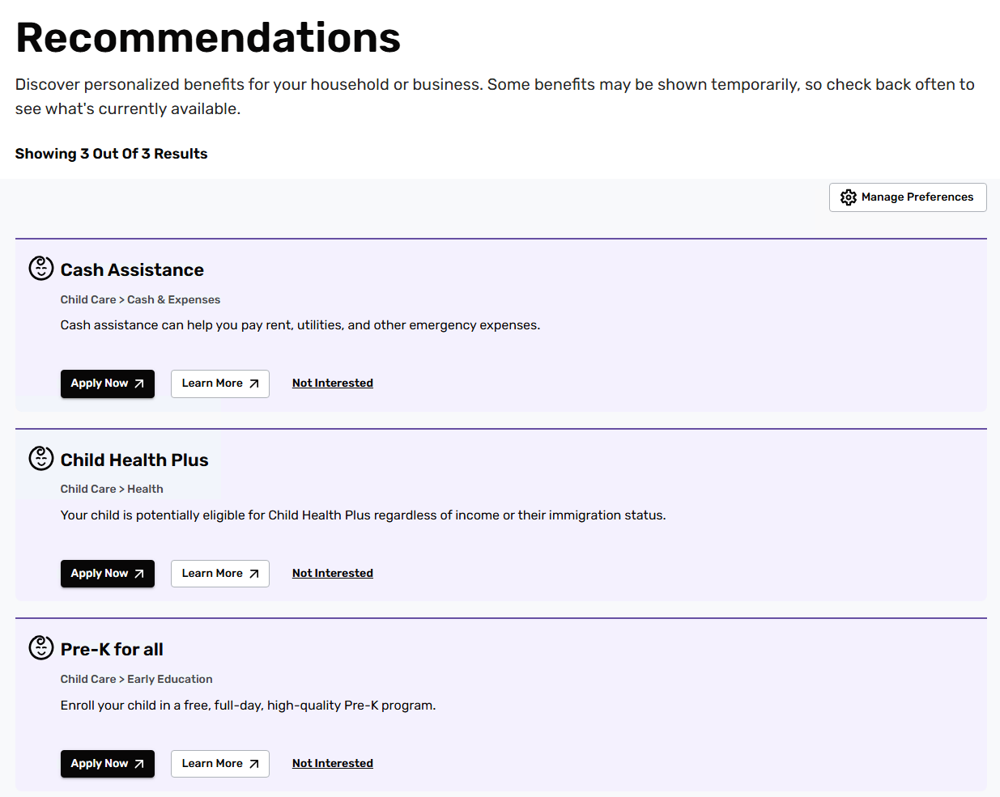 Recommendations
Discover personalized benefits for your household or business. Some benefits may be shown temporarily, so check back often to
see what's currently available.
Showing 3 Out Of 3 Results
Manage Preferences
Cash Assistance
Child Care > Cash & Expenses
Cash assistance can help you pay rent, utilities, and other emergency expenses.
Apply Now Learn More Not Interested
Child Health Plus
Child Care > Health
Your child is potentially eligible for Child Health Plus regardless of income or their immigration status.
Apply Now Learn More Not Interested
Pre-K for all
Child Care > Early Education
Enroll your child in a free, full-day, high-quality Pre-K program.
Apply Now Learn More Not Interested